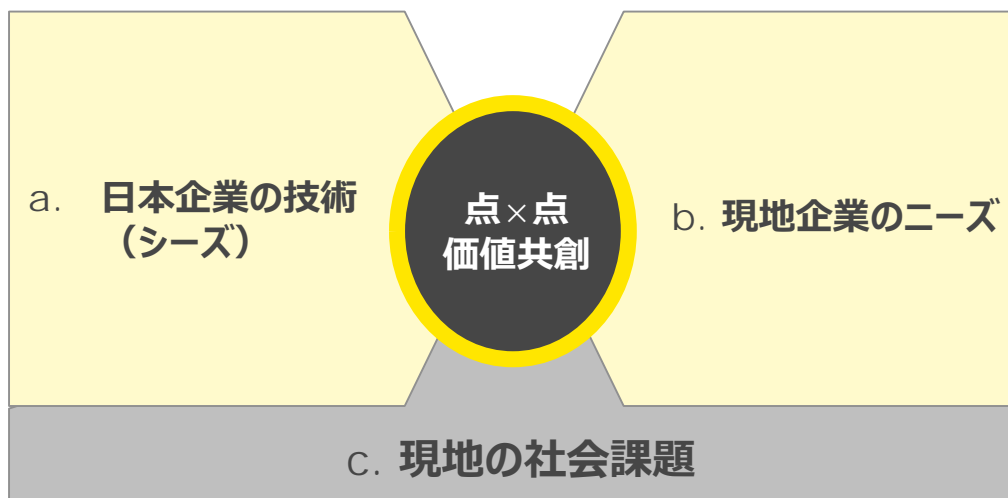 a. 日本企業の技術
（シーズ）
点×点
価値共創
b. 現地企業のニーズ
c. 現地の社会課題